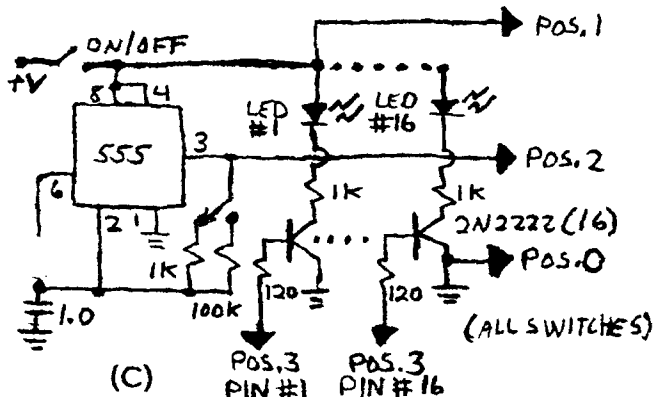 POS.1
ON/OFF
+V
8 4
LED #1
LED #16
555
3
POS.2
6
2 1
1K
1K
2N2222(16)
1K
100K
120
120
POS.0
1.0
(ALL SWITCHES)
(C)
POS.3 PIN #1
POS.3 PIN #16